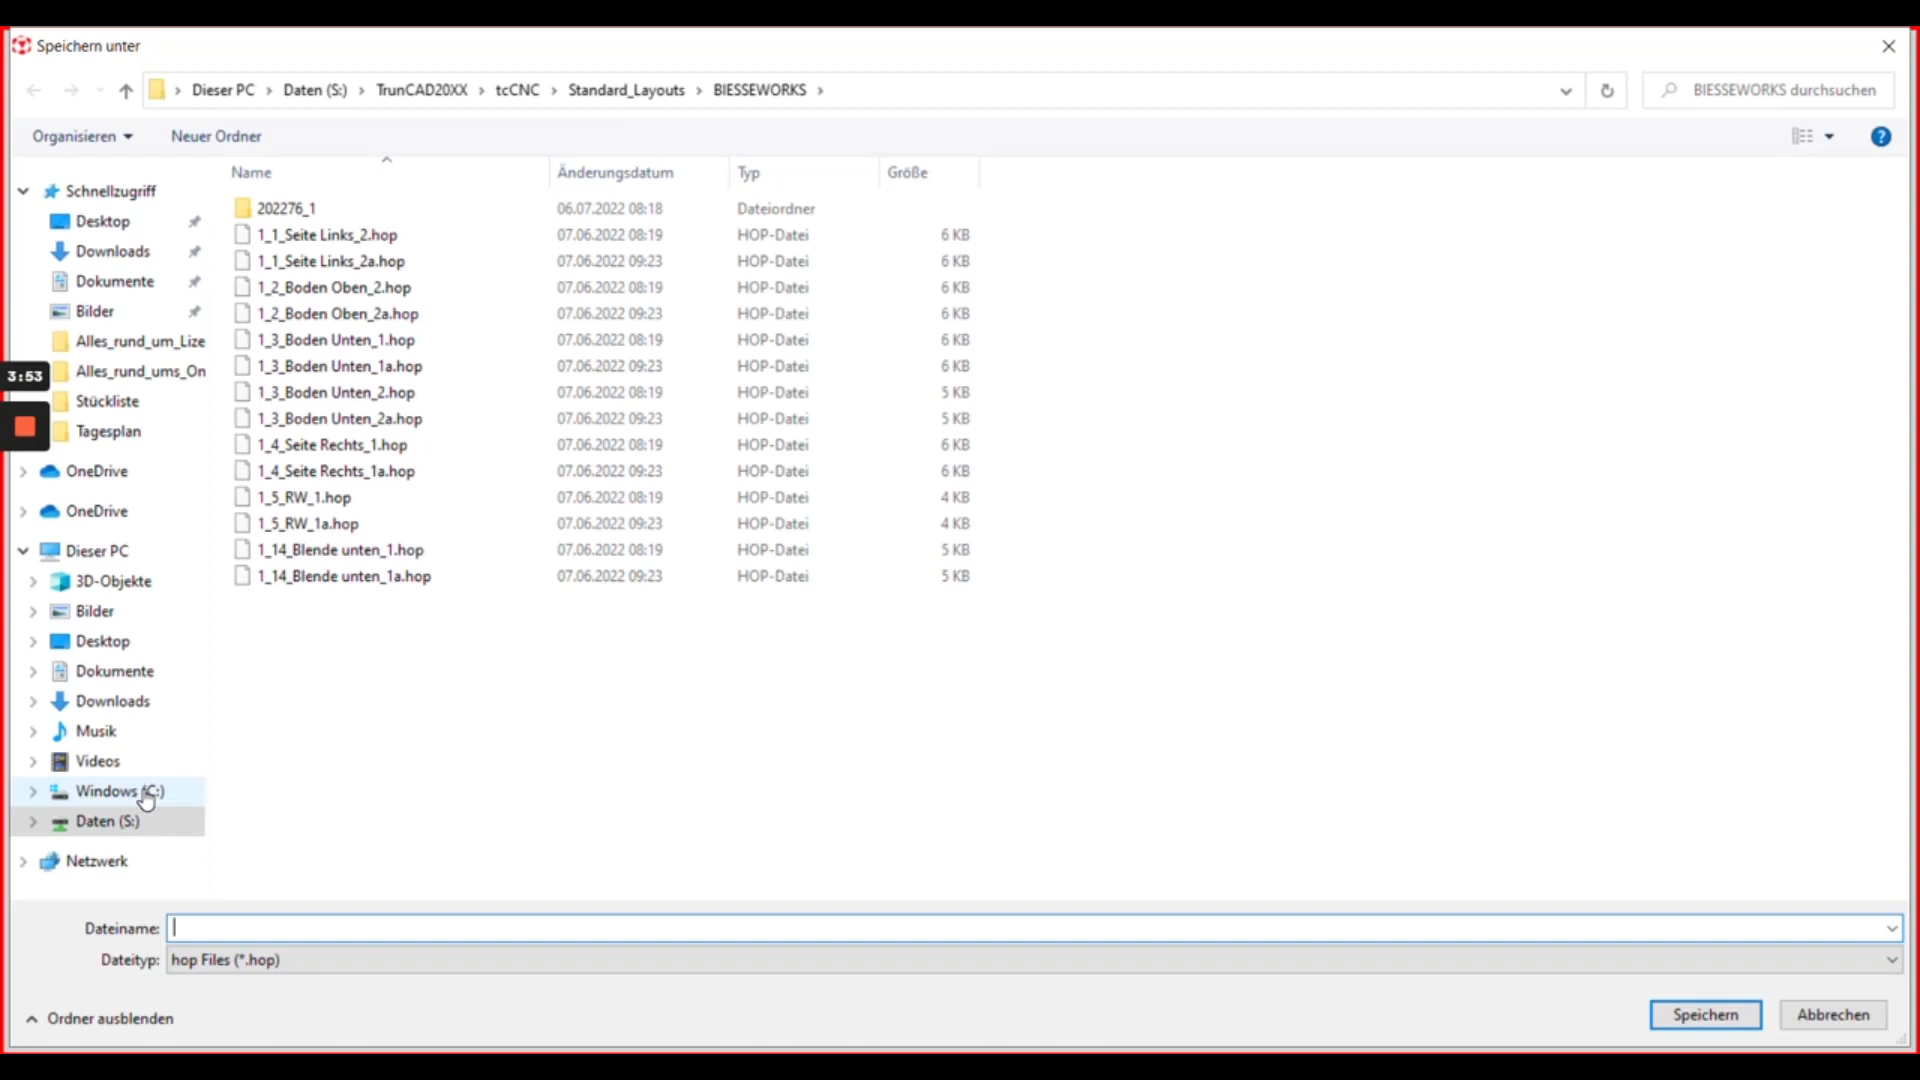 Speichern unter
Dieser PC > Daten (S:) > TrunCAD20XX > tcCNC > Standard_Layouts > BIESSEWORKS >
BIESSEWORKS durchsuchen
Organisieren
Neuer Ordner
?
Name Änderungsdatum Typ Größe
202276_1 06.07.2022 08:18 Dateiordner
1_1_Seite Links_2.hop 07.06.2022 08:19 HOP-Datei 6 KB
1_1_Seite Links_2a.hop 07.06.2022 09:23 HOP-Datei 6 KB
1_2_Boden Oben_2.hop 07.06.2022 08:19 HOP-Datei 6 KB
1_2_Boden Oben_2a.hop 07.06.2022 09:23 HOP-Datei 6 KB
1_3_Boden Unten_1.hop 07.06.2022 08:19 HOP-Datei 6 KB
1_3_Boden Unten_1a.hop 07.06.2022 09:23 HOP-Datei 6 KB
1_3_Boden Unten_2.hop 07.06.2022 08:19 HOP-Datei 5 KB
1_3_Boden Unten_2a.hop 07.06.2022 09:23 HOP-Datei 5 KB
1_4_Seite Rechts_1.hop 07.06.2022 08:19 HOP-Datei 6 KB
1_4_Seite Rechts_1a.hop 07.06.2022 09:23 HOP-Datei 6 KB
1_5_RW_1.hop 07.06.2022 08:19 HOP-Datei 4 KB
1_5_RW_1a.hop 07.06.2022 09:23 HOP-Datei 4 KB
1_14_Blende unten_1.hop 07.06.2022 08:19 HOP-Datei 5 KB
1_14_Blende unten_1a.hop 07.06.2022 09:23 HOP-Datei 5 KB
Schnellzugriff
Desktop
Downloads
Dokumente
Bilder
Alles_rund_um_Lize
Alles_rund_ums_On
3:53
Stückliste
Tagesplan
OneDrive
OneDrive
Dieser PC
3D-Objekte
Bilder
Desktop
Dokumente
Downloads
Musik
Videos
Windows (C:)
Daten (S:)
Netzwerk
Dateiname:
Dateityp: hop Files (*.hop)
Ordner ausblenden
Speichern
Abbrechen